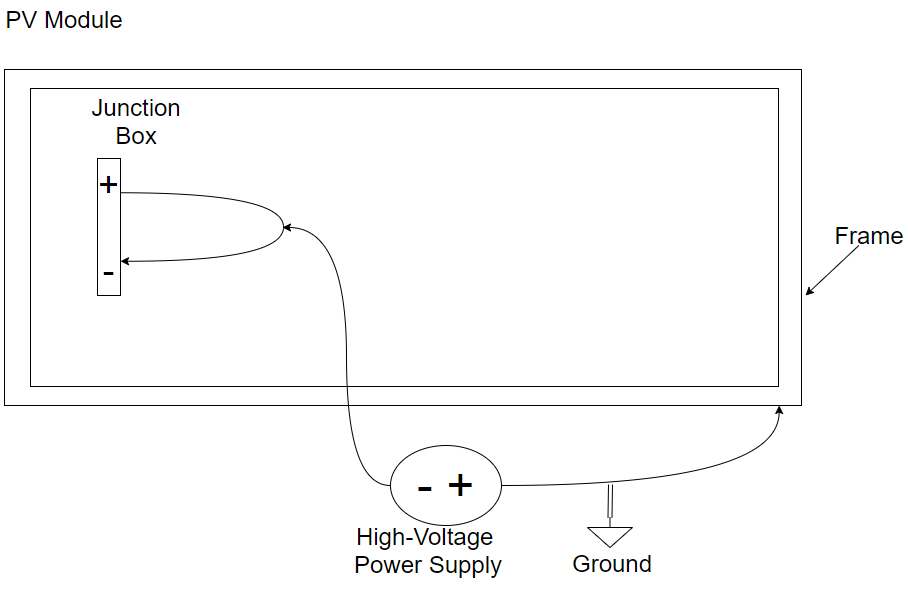 PV Module
Junction
Box
+
-
Frame
- +
High-Voltage
Power Supply
Ground